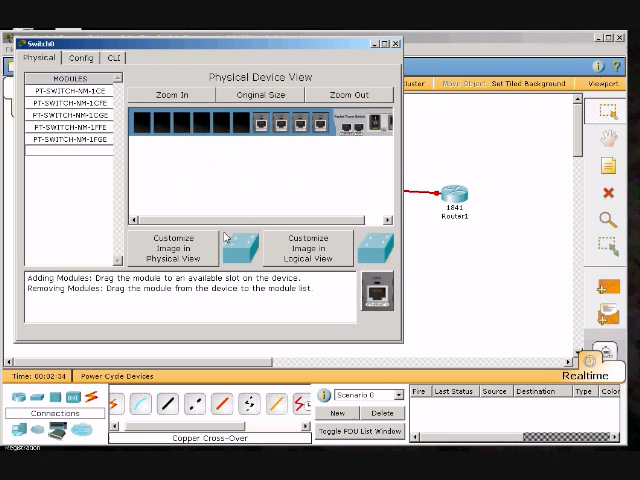 Switch0
Physical Config CLI
MODULES
PT-SWITCH-NM-1CE
PT-SWITCH-NM-1CFE
PT-SWITCH-NM-1CGE
PT-SWITCH-NM-1FFE
PT-SWITCH-NM-1FGE
Physical Device View
Zoom In Original Size Zoom Out
Customize
Image in
Physical View
Customize
Image in
Logical View
Adding Modules: Drag the module to an available slot on the device.
Removing Modules: Drag the module from the device to the module list.
Move Object Set Tiled Background Viewport
1841
Router1
Time: 00:02:34 Power Cycle Devices
Realtime
Connections
Copper Cross-Over
Scenario 0
New Delete
Toggle PDU List Window
Fire Last Status Source Destination Type Color
Registration